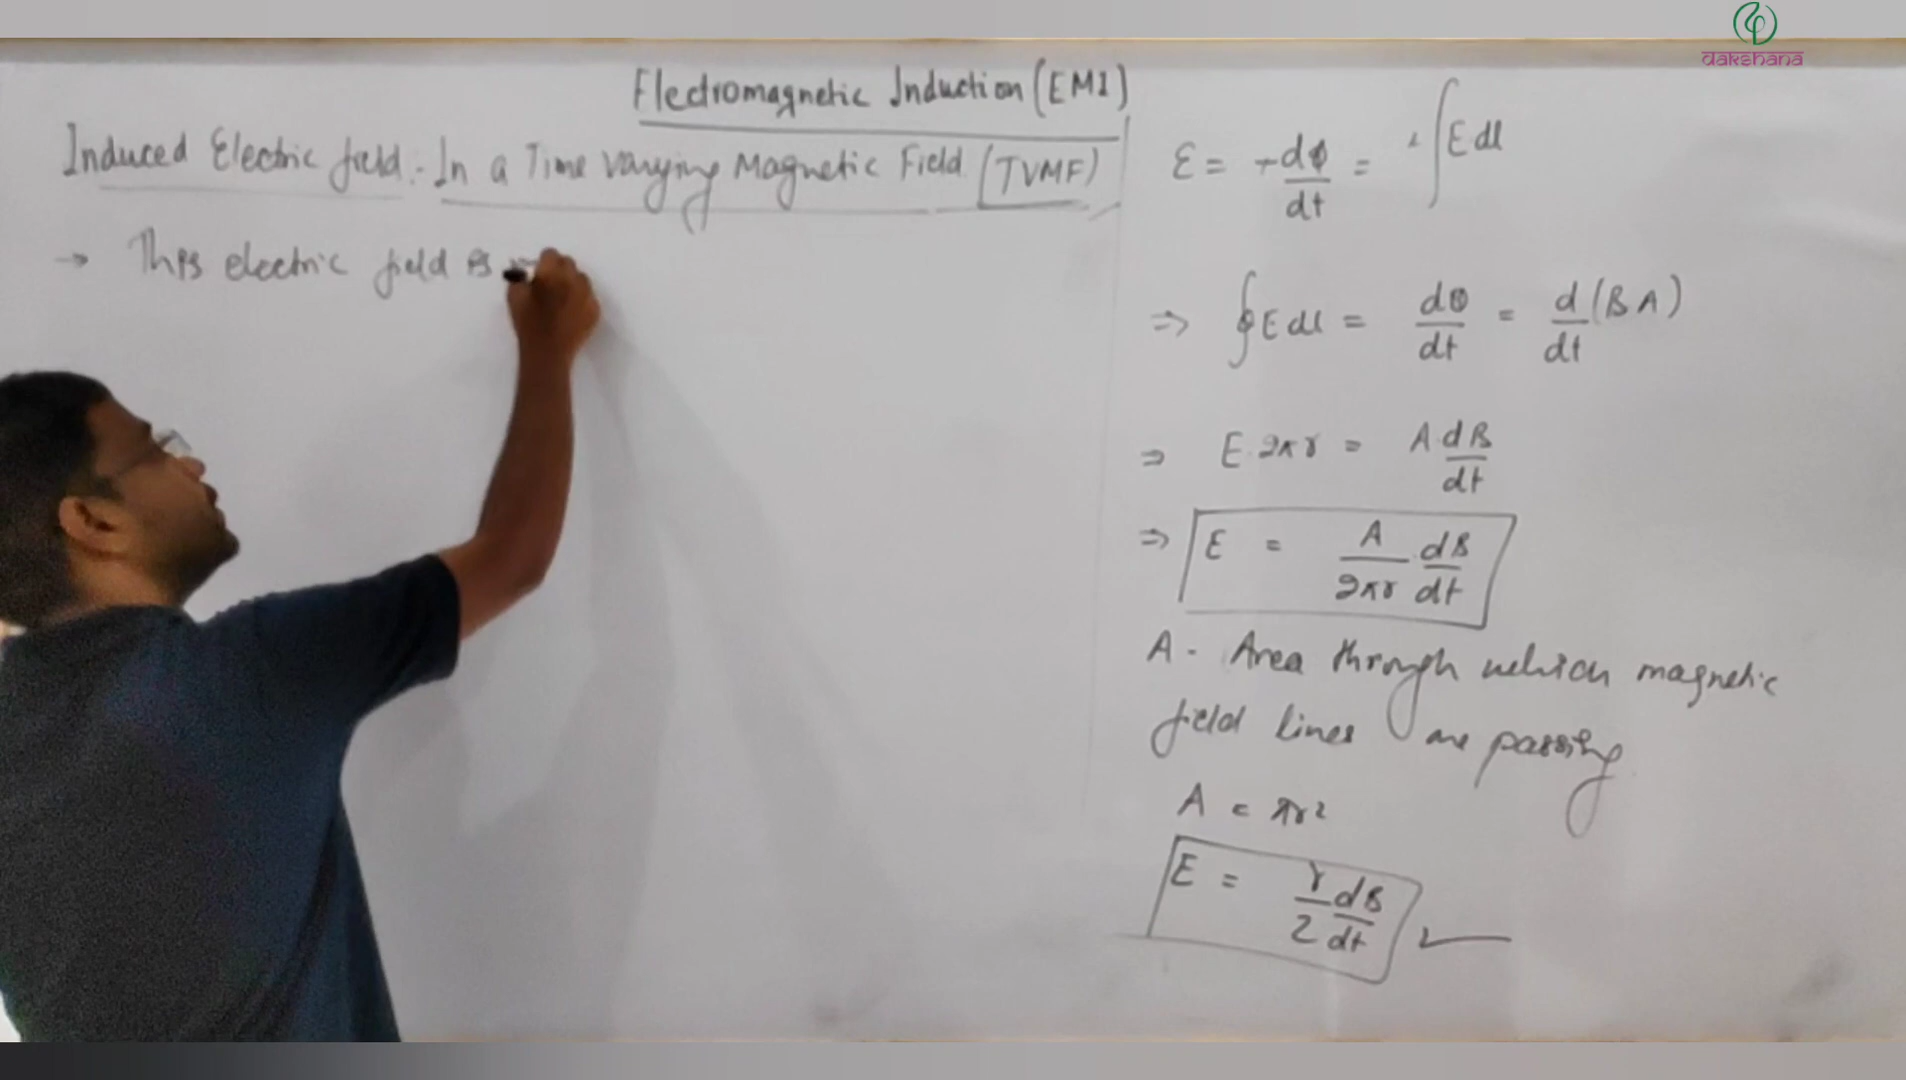 dakshana
Electromagnetic Induction (EMI)
Induced Electric field :- In a Time varying Magnetic Field (TVMF)
→ This electric field is
ε = -dφ/dt = ∫E dl
⇒ ∮E dl = dφ/dt = d/dt (BA)
⇒ E. 2πr = A.dB/dt
⇒ E = A/2πr dB/dt
A - Area through which magnetic
field lines are passing
A = πr²
E = r/2 dB/dt